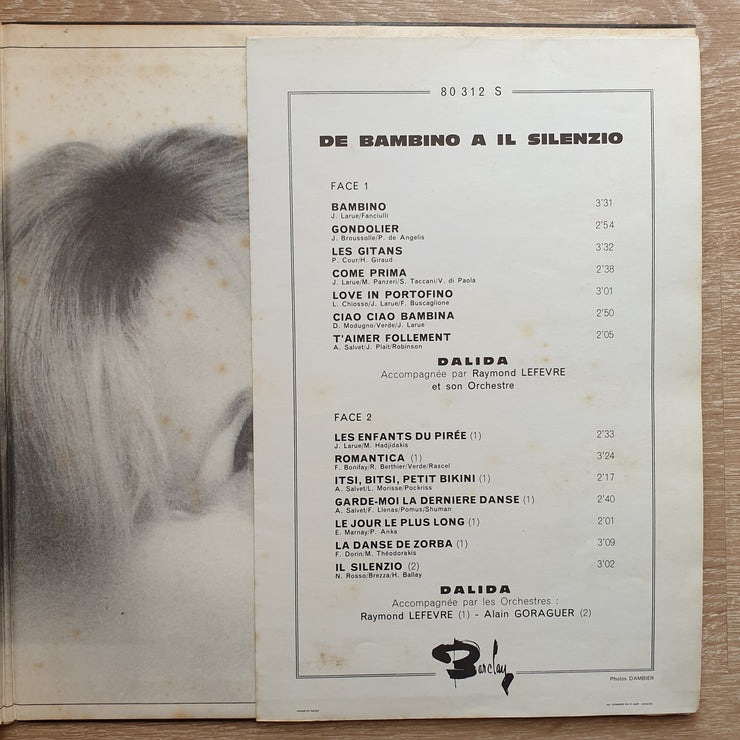 80 312 S
DE BAMBINO A IL SILENZIO
FACE 1
BAMBINO 3'31
J. Larue/Fanciulli
GONDOLIER 2'54
J. Broussolle/P. de Angelis
LES GITANS 3'32
P. Cour/H. Giraud
COME PRIMA 2'38
J. Larue/M. Panzeri/S. Taccani/V. di Paola
LOVE IN PORTOFINO 3'01
L. Chiosso/J. Larue/F. Buscaglione
CIAO CIAO BAMBINA 2'50
D. Modugno/Verde/J. Larue
T'AIMER FOLLEMENT 2'05
A. Salvet/J. Plait/Robinson
DALIDA
Accompagnée par Raymond LEFEVRE
et son Orchestre
FACE 2
LES ENFANTS DU PIRÉE (1) 2'33
J. Larue/M. Hadjidakis
ROMANTICA (1) 3'24
F. Bonifay/R. Berthier/Verde/Rascel
ITSI, BITSI, PETIT BIKINI (1) 2'17
A. Salvet/L. Morisse/Pockriss
GARDE-MOI LA DERNIERE DANSE (1) 2'40
A. Salvet/F. Llenas/Pomus/Shuman
LE JOUR LE PLUS LONG (1) 2'01
E. Marnay/P. Anka
LA DANSE DE ZORBA (1) 3'09
F. Dorin/M. Théodorakis
IL SILENZIO (2) 3'02
N. Rosso/Brezza/H. Ballay
DALIDA
Accompagnée par les Orchestres :
Raymond LEFEVRE (1) - Alain GORAGUER (2)
Barclay
Photos DAMBIER